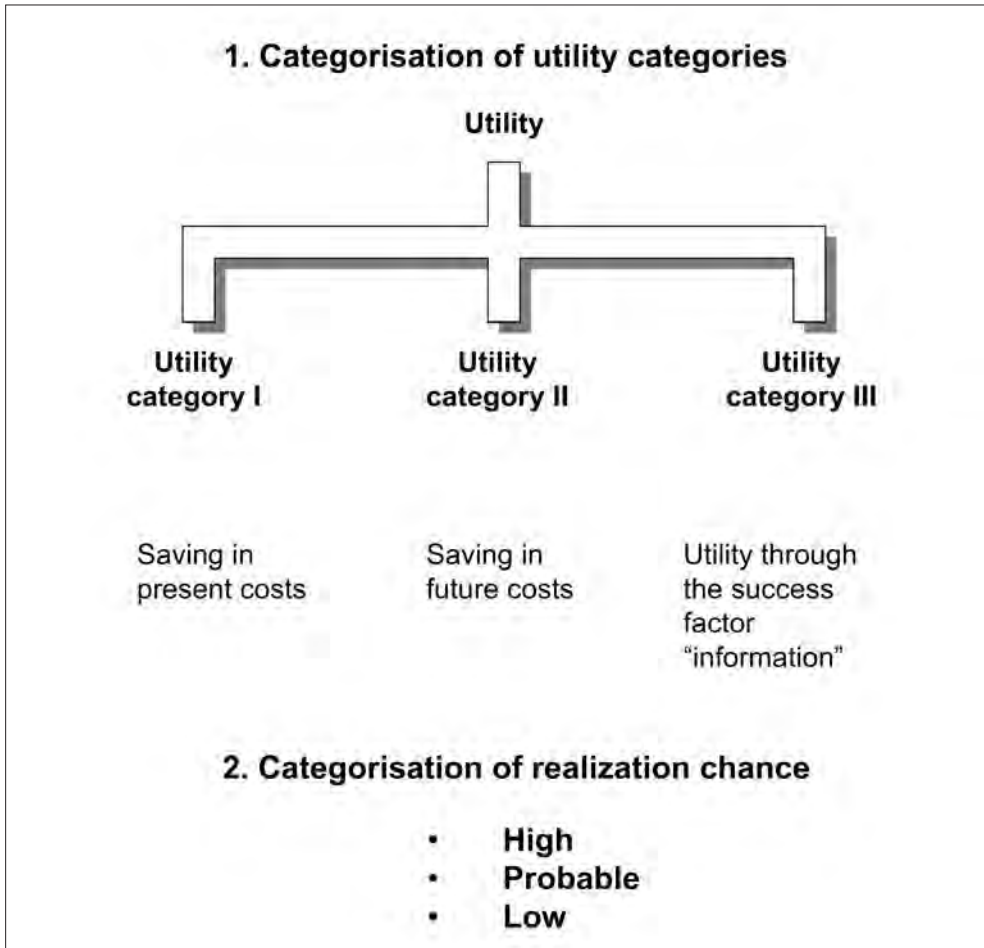 1. Categorisation of utility categories
Utility
Utility category I
Utility category II
Utility category III
Saving in present costs
Saving in future costs
Utility through the success factor “information”
2. Categorisation of realization chance
• High
• Probable
• Low